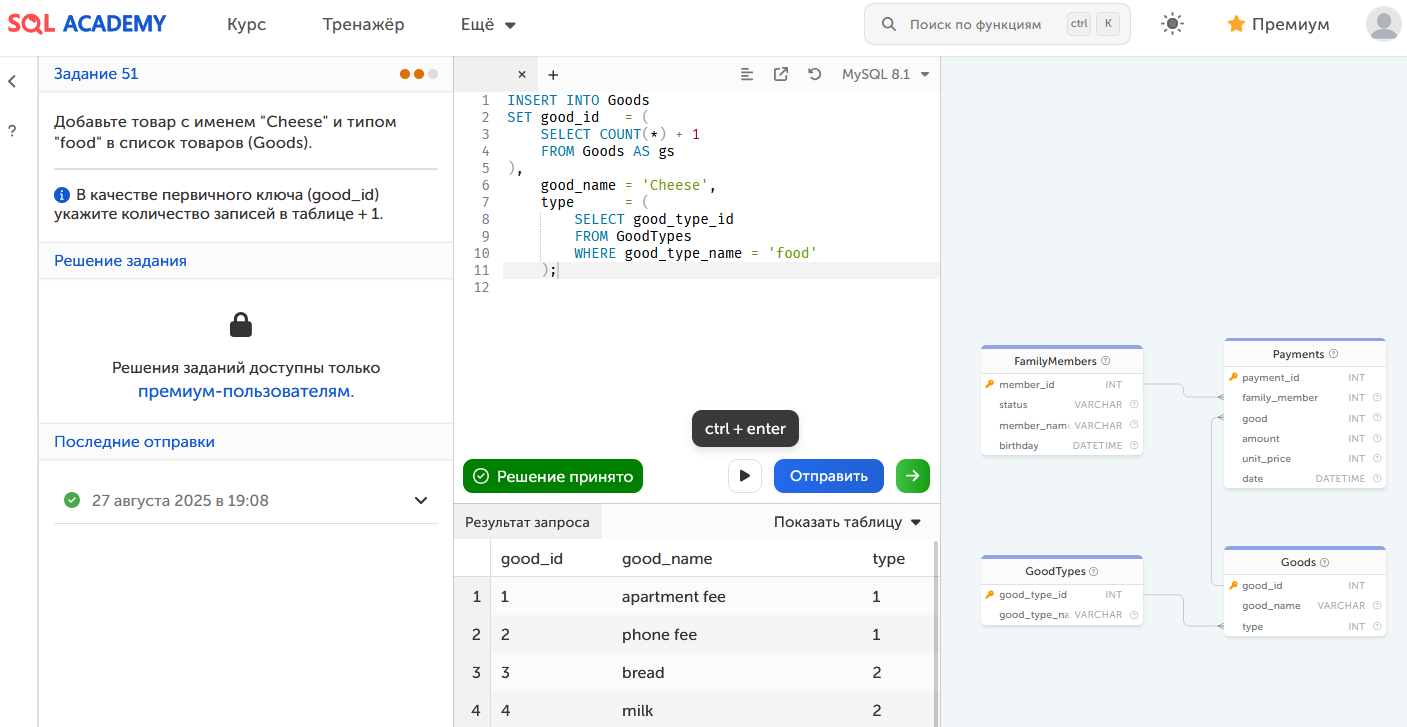 SQL ACADEMY
Курс
Тренажёр
Ещё
Поиск по функциям
ctrl
K
Премиум
Задание 51
Добавьте товар с именем "Cheese" и типом
"food" в список товаров (Goods).
В качестве первичного ключа (good_id)
укажите количество записей в таблице + 1.
Решение задания
Решения заданий доступны только
премиум-пользователям.
Последние отправки
27 августа 2025 в 19:08
?
× +
MySQL 8.1
1 INSERT INTO Goods
2 SET good_id   = (
3     SELECT COUNT(*) + 1
4     FROM Goods AS gs
5 ),
6     good_name = 'Cheese',
7     type      = (
8         SELECT good_type_id
9         FROM GoodTypes
10         WHERE good_type_name = 'food'
11     );
12
ctrl + enter
Решение принято
Отправить
Результат запроса
Показать таблицу
good_id good_name type
1 1 apartment fee 1
2 2 phone fee 1
3 3 bread 2
4 4 milk 2
FamilyMembers
member_id INT
status VARCHAR
member_nam VARCHAR
birthday DATETIME
Payments
payment_id INT
family_member INT
good INT
amount INT
unit_price INT
date DATETIME
GoodTypes
good_type_id INT
good_type_na VARCHAR
Goods
good_id INT
good_name VARCHAR
type INT